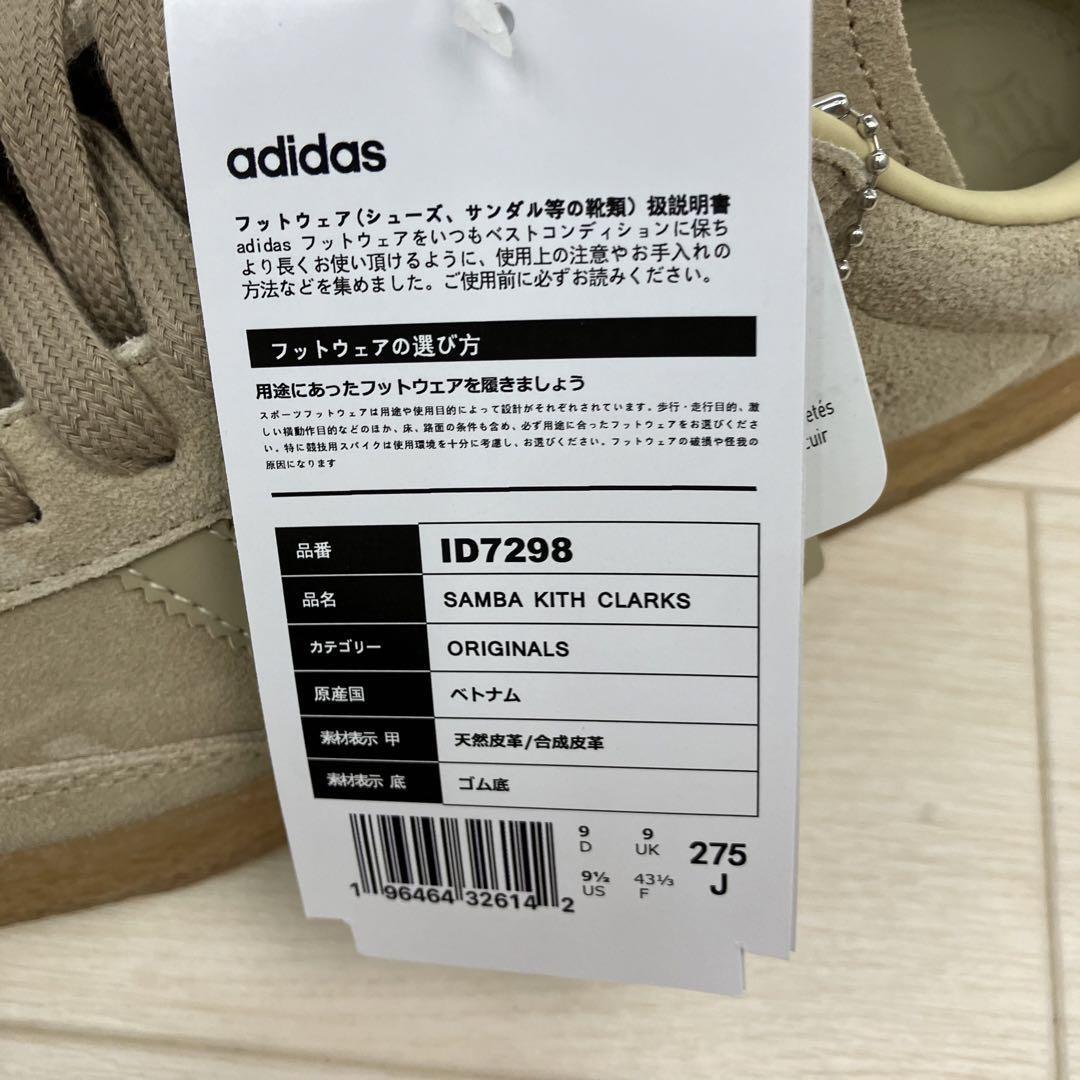 adidas
フットウェア(シューズ、サンダル等の靴類) 扱説明書
adidas フットウェアをいつもベストコンディションに保ち
より長くお使い頂けるように、使用上の注意やお手入れの
方法などを集めました。ご使用前に必ずお読みください。
フットウェアの選び方
用途にあったフットウェアを履きましょう
スポーツフットウェアは用途や使用目的によって設計がそれぞれされています。歩行・走行目的、激
しい横動作目的などのほか、床、路面の条件も含め、必ず用途に合ったフットウェアをお選びくださ
い。特に競技用スパイクは使用環境を十分に考慮し、お選びください。フットウェアの破損や怪我の
原因になります
品番 ID7298
品名 SAMBA KITH CLARKS
カテゴリー ORIGINALS
原産国 ベトナム
素材表示 甲 天然皮革/合成皮革
素材表示 底 ゴム底
9 9 275
D UK J
9½ 43⅓
US F
1 96464 32614 2
etés
cuir